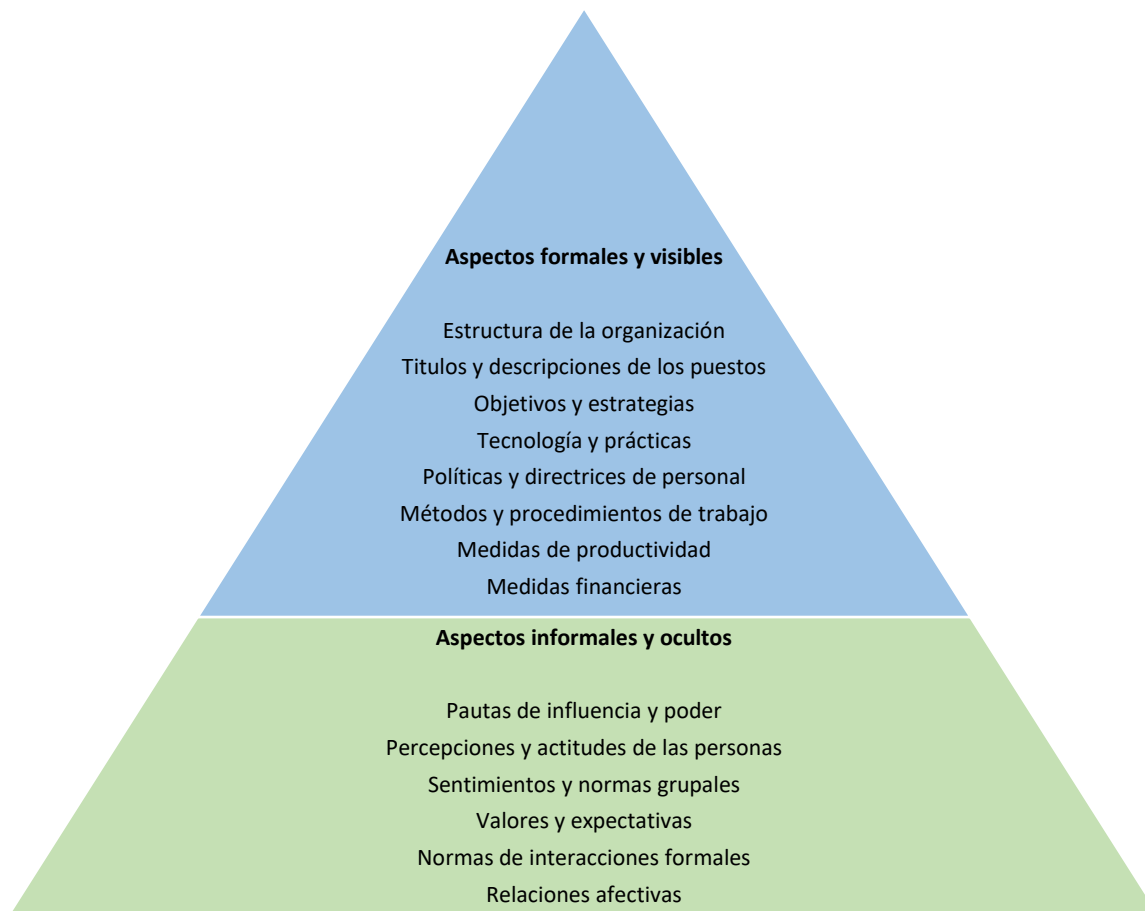 Aspectos formales y visibles
Estructura de la organización
Titulos y descripciones de los puestos
Objetivos y estrategias
Tecnología y prácticas
Políticas y directrices de personal
Métodos y procedimientos de trabajo
Medidas de productividad
Medidas financieras
Aspectos informales y ocultos
Pautas de influencia y poder
Percepciones y actitudes de las personas
Sentimientos y normas grupales
Valores y expectativas
Normas de interacciones formales
Relaciones afectivas